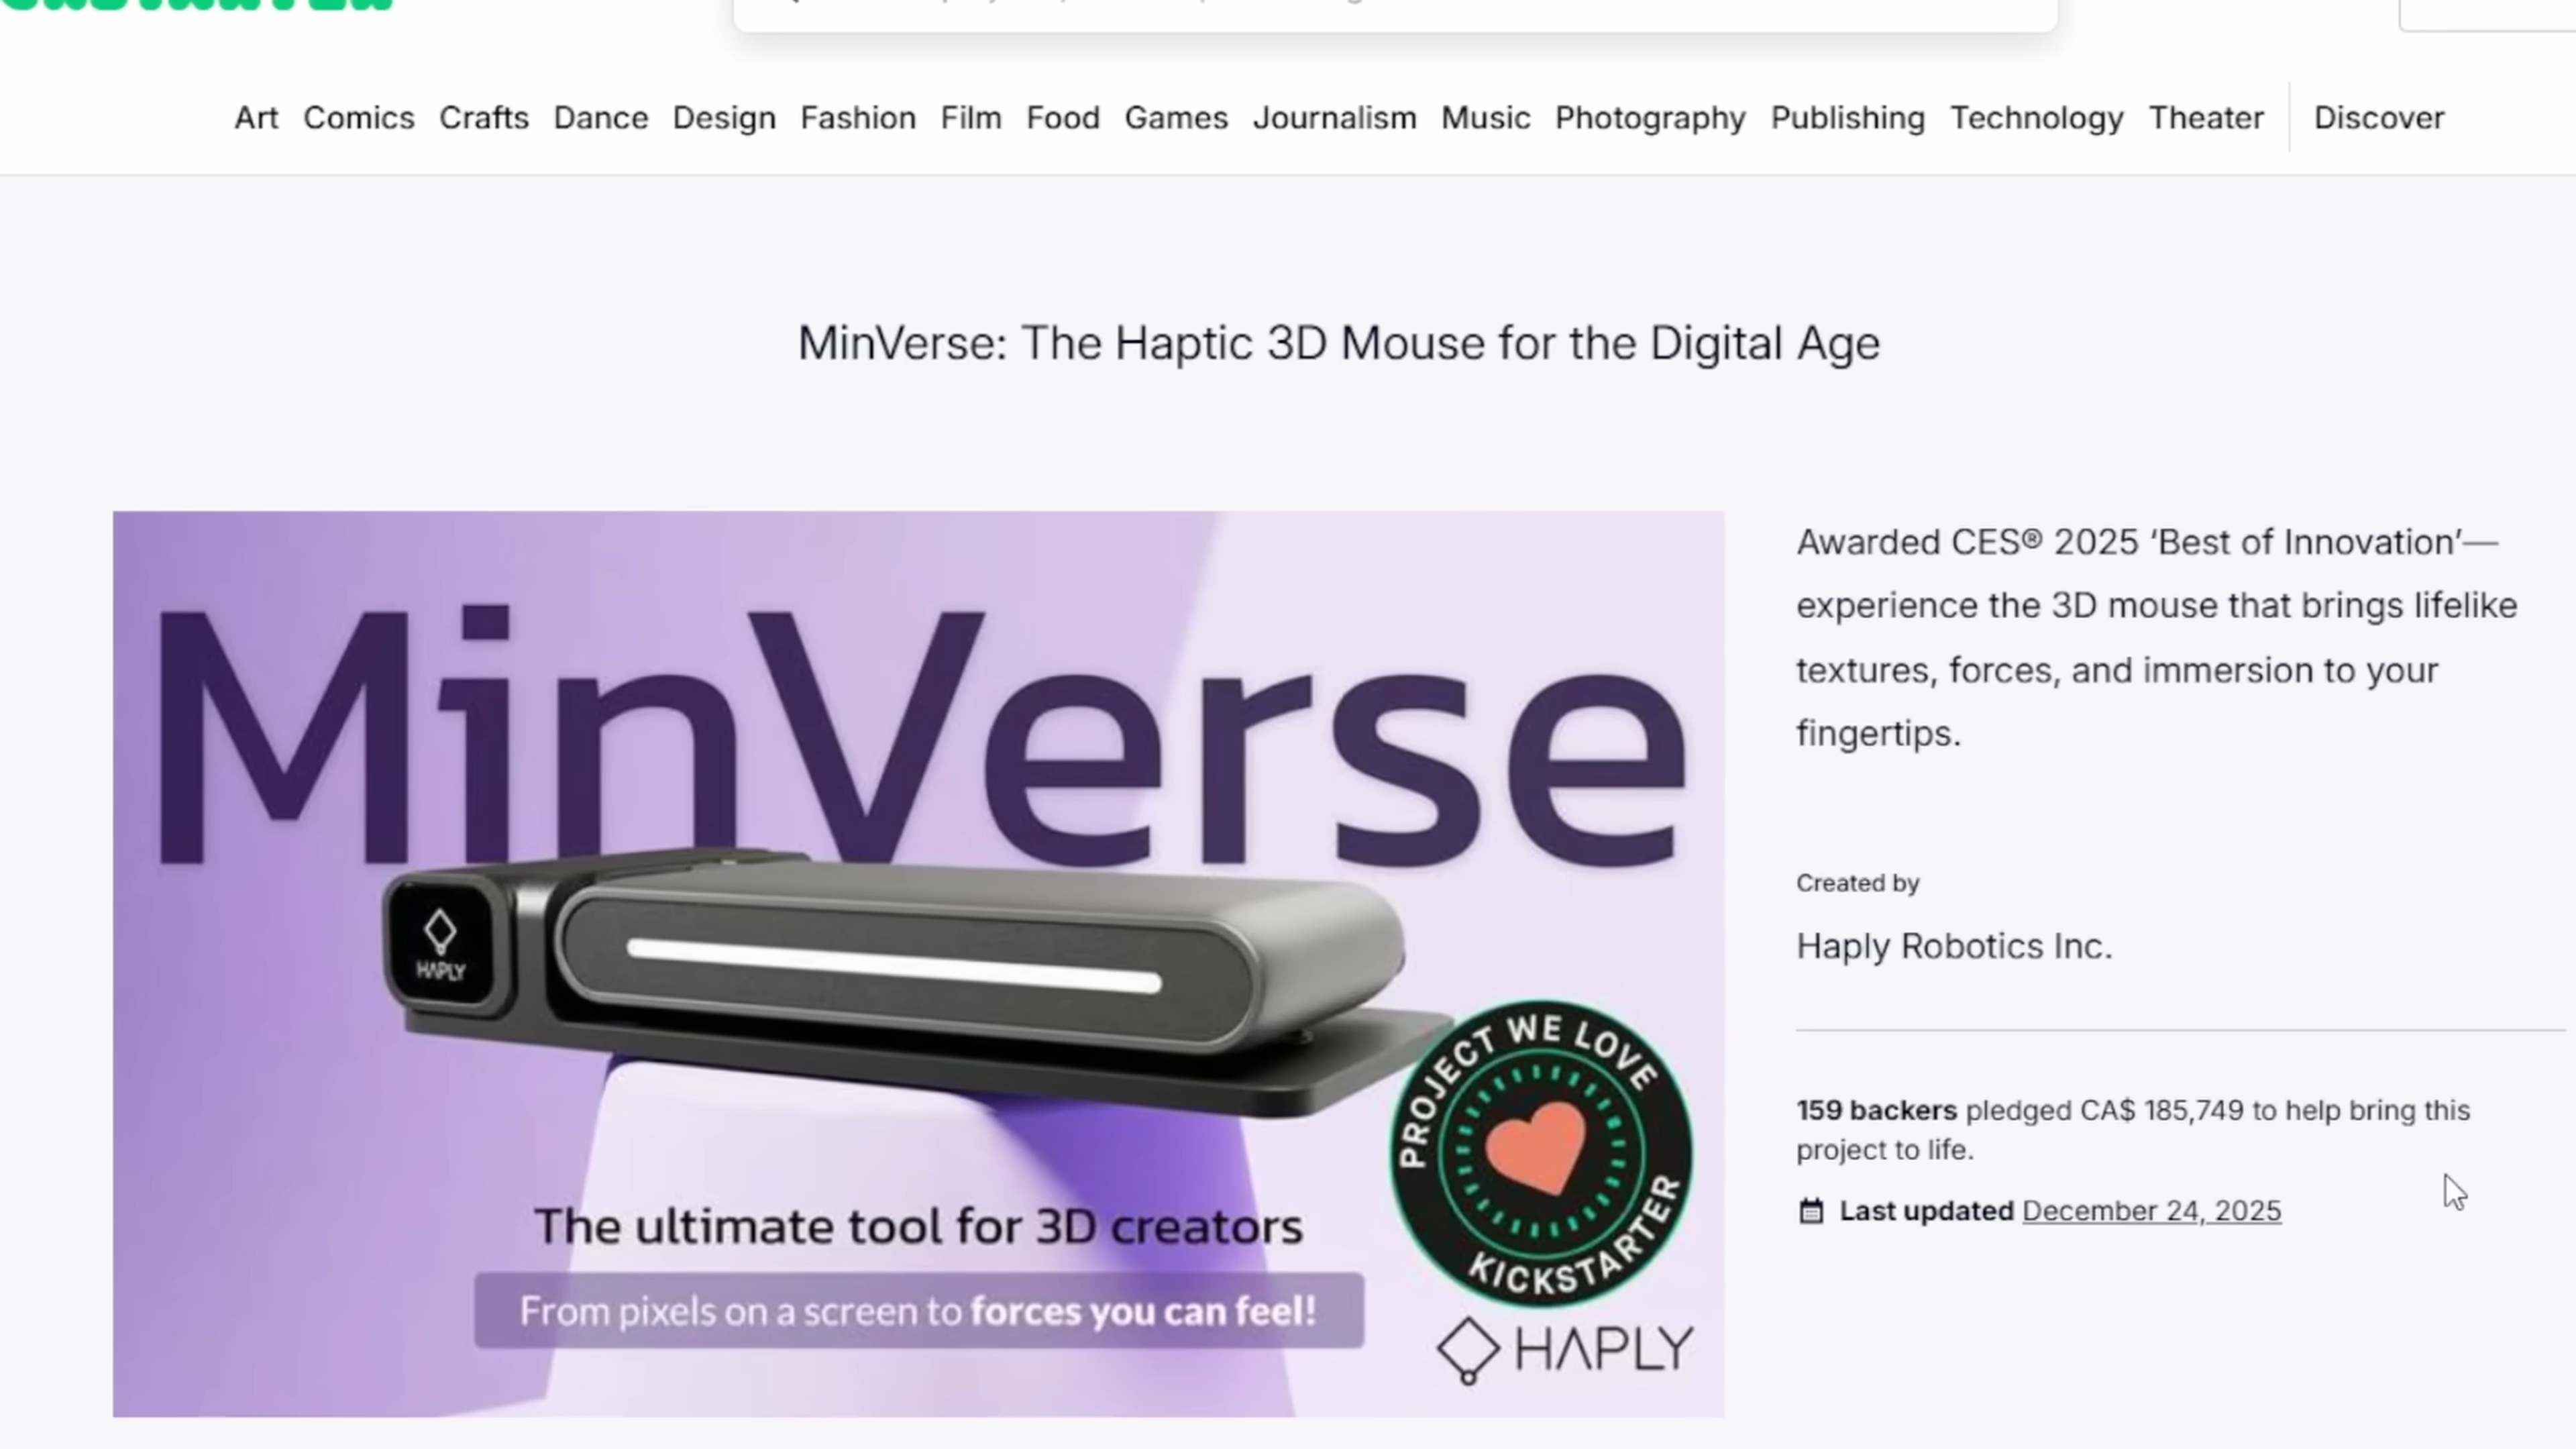 Art Comics Crafts Dance Design Fashion Film Food Games Journalism Music Photography Publishing Technology Theater Discover
MinVerse: The Haptic 3D Mouse for the Digital Age
MinVerse
HAPLY
PROJECT WE LOVE
KICKSTARTER
The ultimate tool for 3D creators
From pixels on a screen to forces you can feel!
HAPLY
Awarded CES® 2025 ‘Best of Innovation’—
experience the 3D mouse that brings lifelike
textures, forces, and immersion to your
fingertips.
Created by
Haply Robotics Inc.
159 backers pledged CA$ 185,749 to help bring this
project to life.
Last updated December 24, 2025